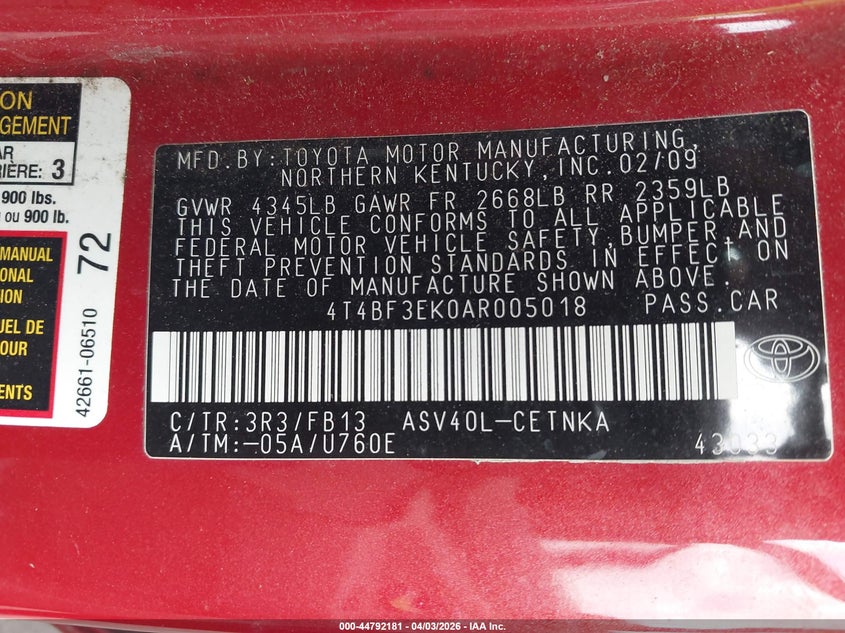 ON
GEMENT
AR
RIÈRE: 3
900 lbs.
ou 900 lb.
MANUAL
ONAL
ION
UEL DE
OUR
ENTS
42661-06510 72
MFD.BY:TOYOTA MOTOR MANUFACTURING,
NORTHERN KENTUCKY,INC.02/09
GVWR 4345LB GAWR FR 2668LB RR 2359LB
THIS VEHICLE CONFORMS TO ALL APPLICABLE
FEDERAL MOTOR VEHICLE SAFETY,BUMPER,AND
THEFT PREVENTION STANDARDS IN EFFECT ON
THE DATE OF MANUFACTURE SHOWN ABOVE.
4T4BF3EK0AR005018 PASS.CAR
C/TR:3R3/FB13 ASV40L-CETNKA
A/TM:-05A/U760E 43033
000-44792181 - 04/03/2026 - IAA Inc.